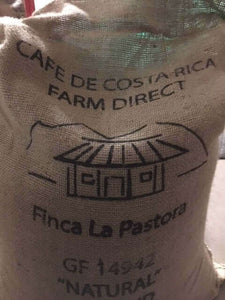 CAFE DE COSTA RICA
FARM DIRECT
Finca La Pastora
GF 14942
"NATURAL"